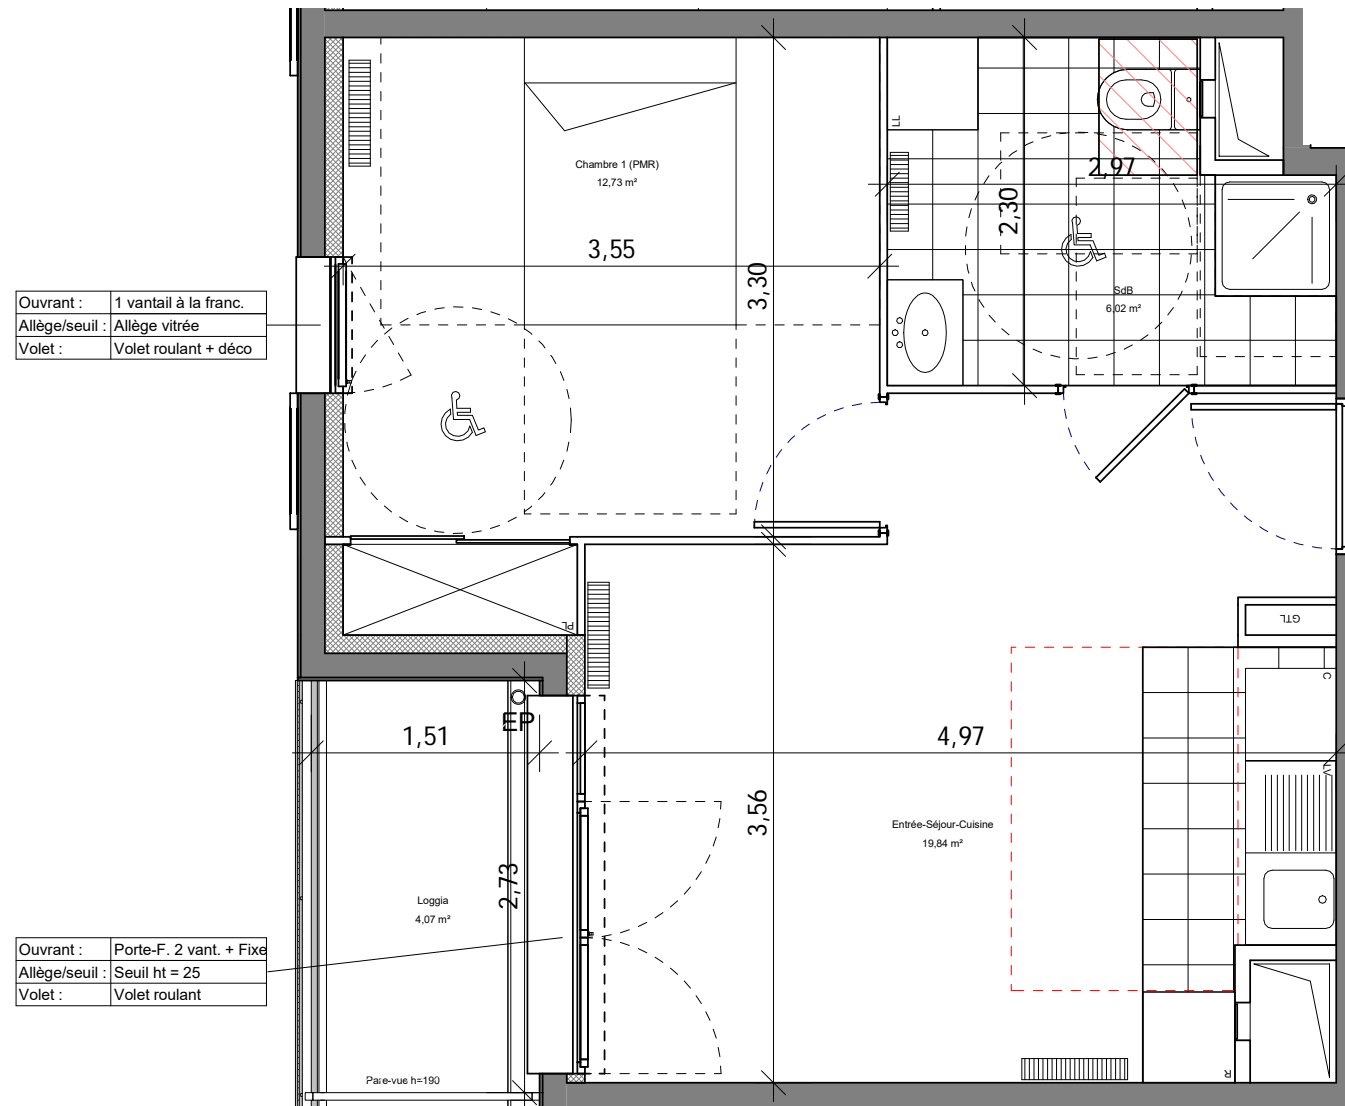 Chambre 1 (PMR)
12,73 m²
3,55
3,30
LL
2,97
2,30
SdB
6,02 m²
Ouvrant : 1 vantail à la franc.
Allège/seuil : Allège vitrée
Volet : Volet roulant + déco
PL
GTL
C
LV
EP
1,51
4,97
3,56
2,73
Entrée-Séjour-Cuisine
19,84 m²
Loggia
4,07 m²
Ouvrant : Porte-F. 2 vant. + Fixe
Allège/seuil : Seuil ht = 25
Volet : Volet roulant
Pare-vue h=190
R